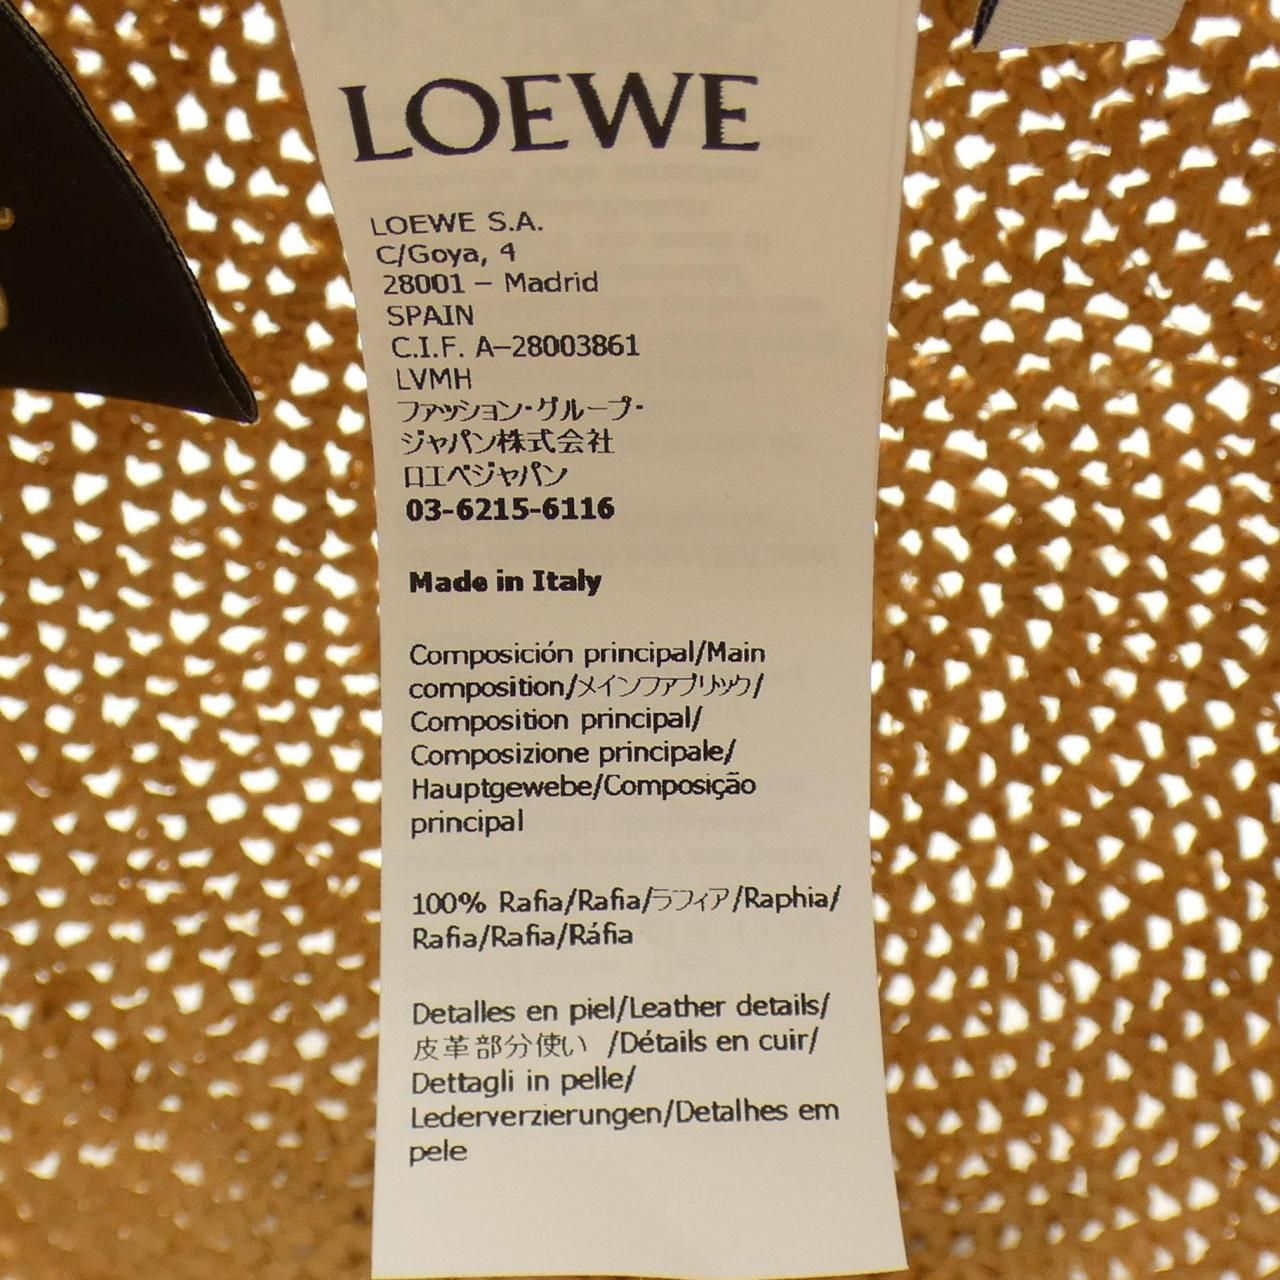 LOEWE
LOEWE S.A.
C/Goya, 4
28001 – Madrid
SPAIN
C.I.F. A–28003861
LVMH
ファッション・グループ・
ジャパン株式会社
ロエベジャパン
03-6215-6116
Made in Italy
Composición principal/Main
composition/メインファブリック/
Composition principal/
Composizione principale/
Hauptgewebe/Composição
principal
100% Rafia/Rafia/ラフィア/Raphia/
Rafia/Rafia/Ráfia
Detalles en piel/Leather details/
皮革部分使い /Détails en cuir/
Dettagli in pelle/
Lederverzierungen/Detalhes em
pele